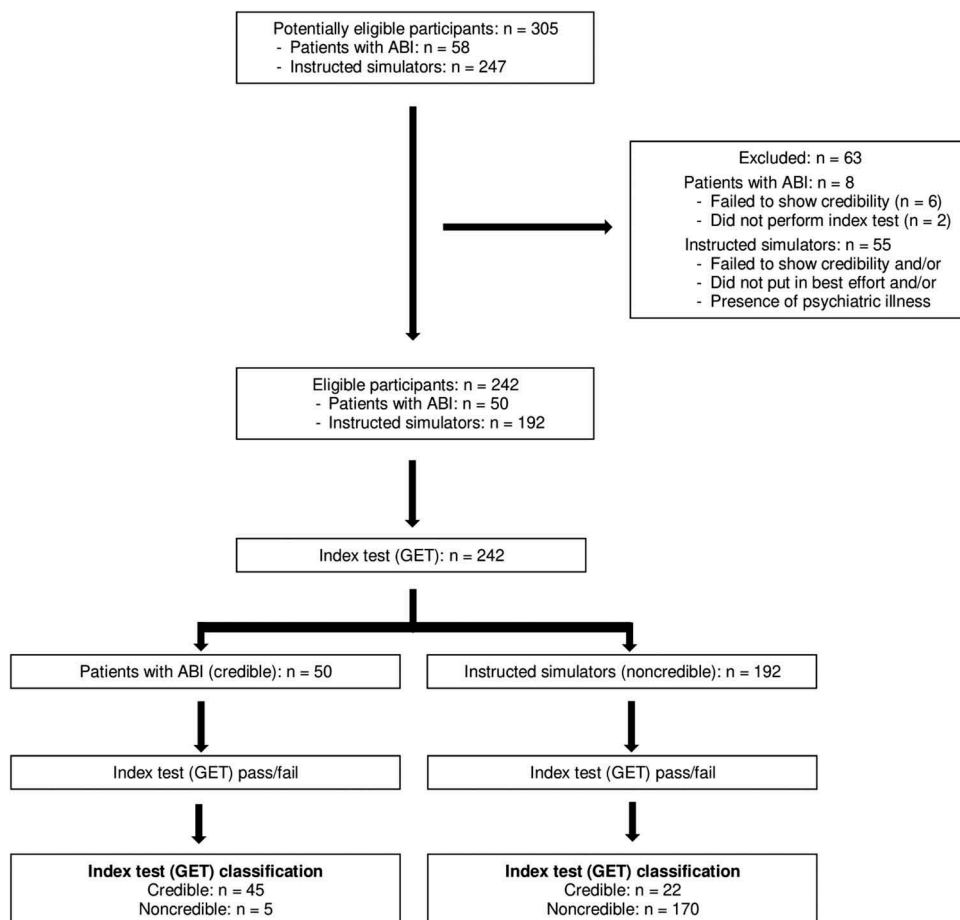 Potentially eligible participants: n = 305
- Patients with ABI: n = 58
- Instructed simulators: n = 247
Excluded: n = 63
Patients with ABI: n = 8
- Failed to show credibility (n = 6)
- Did not perform index test (n = 2)
Instructed simulators: n = 55
- Failed to show credibility and/or
- Did not put in best effort and/or
- Presence of psychiatric illness
Eligible participants: n = 242
- Patients with ABI: n = 50
- Instructed simulators: n = 192
Index test (GET): n = 242
Patients with ABI (credible): n = 50
Instructed simulators (noncredible): n = 192
Index test (GET) pass/fail
Index test (GET) pass/fail
Index test (GET) classification
Credible: n = 45
Noncredible: n = 5
Index test (GET) classification
Credible: n = 22
Noncredible: n = 170